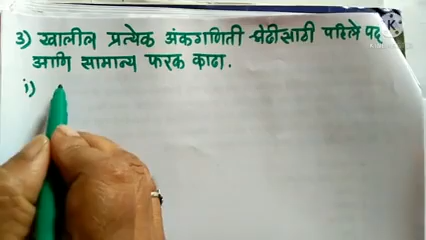 3) खालील प्रत्येक अंकगणिती श्रेढीसाठी पहिले पद
आणि सामान्य फरक काढा.
i)